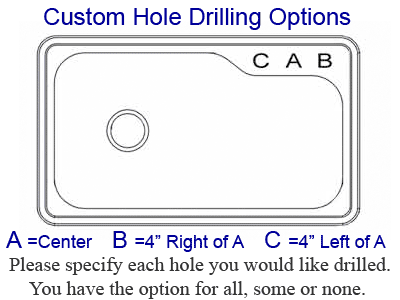 Custom Hole Drilling Options
C A B
A =Center B =4” Right of A C =4” Left of A
Please specify each hole you would like drilled.
You have the option for all, some or none.